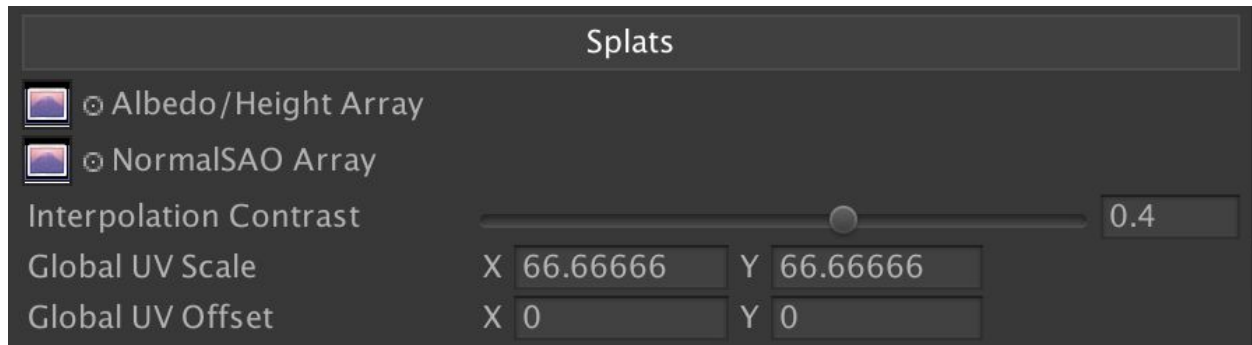 Splats
Albedo/Height Array
NormalSAO Array
Interpolation Contrast 0.4
Global UV Scale X 66.66666 Y 66.66666
Global UV Offset X 0 Y 0